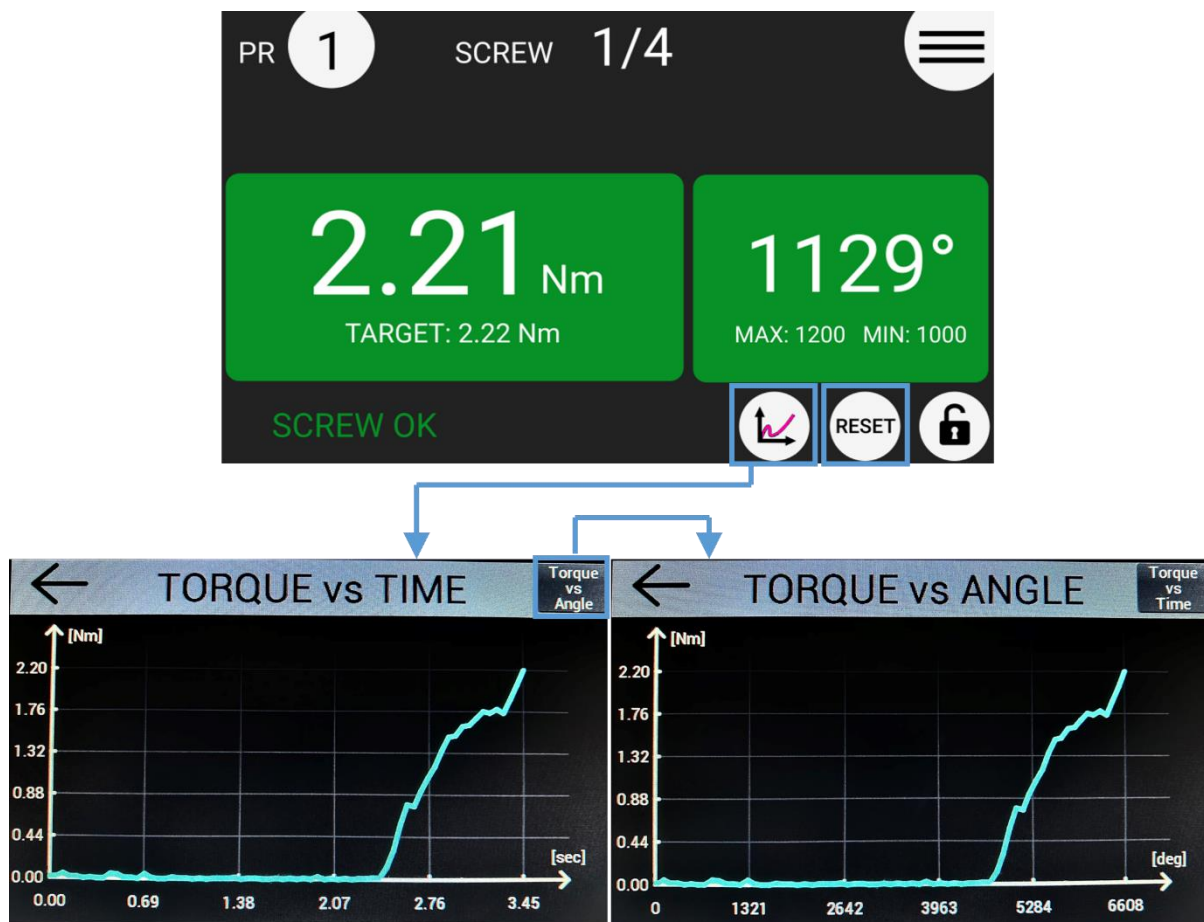 PR 1 SCREW 1/4
2.21 Nm
TARGET: 2.22 Nm
1129°
MAX: 1200 MIN: 1000
SCREW OK
RESET
TORQUE vs TIME
Torque
vs
Angle
[Nm]
2.20
1.76
1.32
0.88
0.44
0.00
[sec]
0.00 0.69 1.38 2.07 2.76 3.45
TORQUE vs ANGLE
Torque
vs
Time
[Nm]
2.20
1.76
1.32
0.88
0.44
0.00
[deg]
0 1321 2642 3963 5284 6608